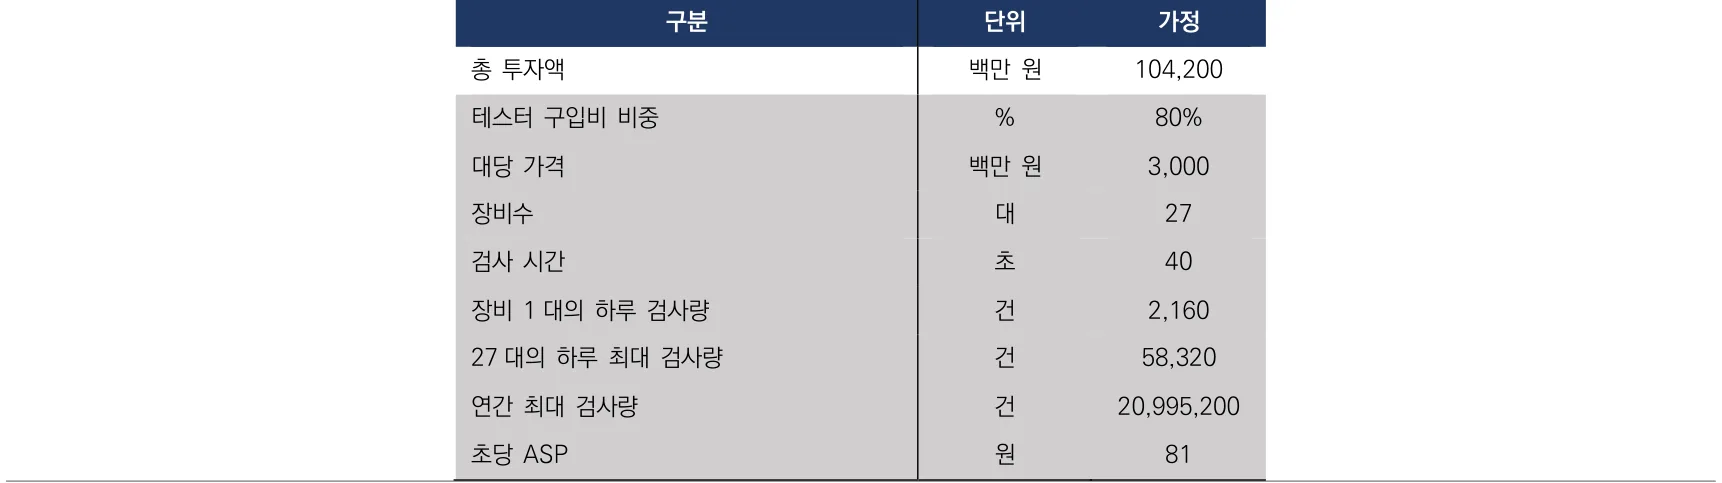 구분 단위 가정
총 투자액 백만 원 104,200
테스터 구입비 비중 % 80%
대당 가격 백만 원 3,000
장비수 대 27
검사 시간 초 40
장비 1대의 하루 검사량 건 2,160
27대의 하루 최대 검사량 건 58,320
연간 최대 검사량 건 20,995,200
초당 ASP 원 81